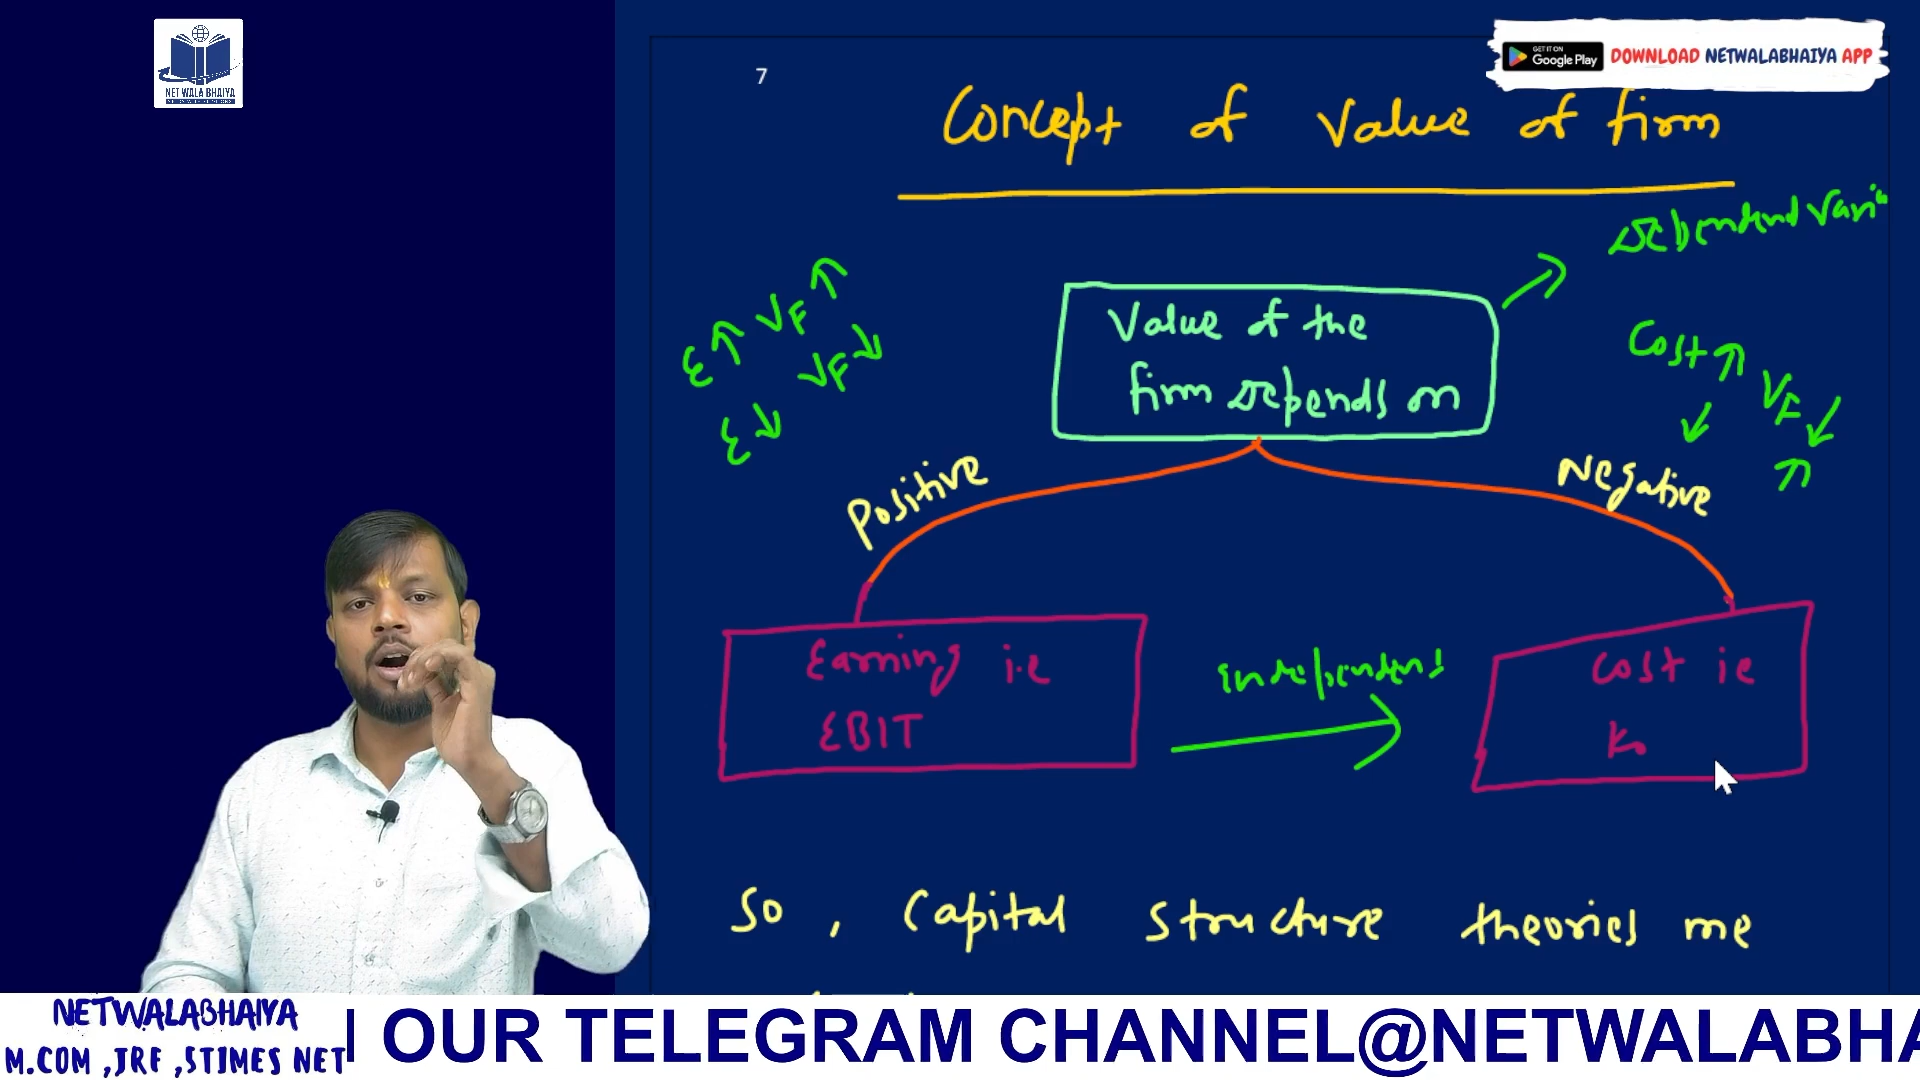 NET WALA BHAIYA
GET IT ON
Google Play
DOWNLOAD NETWALABHAIYA APP
7
Concept of Value of firm
Dependend Vari
Value of the
firm Depends on
E↑ VF↑
E↓ VF↓
Cost↑ VF↓
↓ ↑
Positive
Negative
Earning i.e
EBIT
independent
Cost ie
Ko
So, Capital Structure theories me
NETWALABHAIYA
M.COM ,JRF ,5TIMES NET
OUR TELEGRAM CHANNEL@NETWALABHA